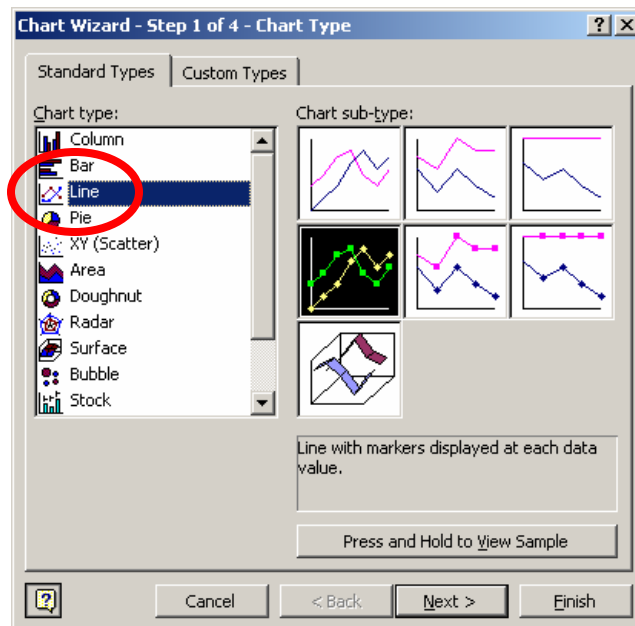 Chart Wizard - Step 1 of 4 - Chart Type
Standard Types
Custom Types
Chart type:
Column
Bar
Line
Pie
XY (Scatter)
Area
Doughnut
Radar
Surface
Bubble
Stock
Chart sub-type:
Line with markers displayed at each data
value.
Press and Hold to View Sample
Cancel
< Back
Next >
Finish